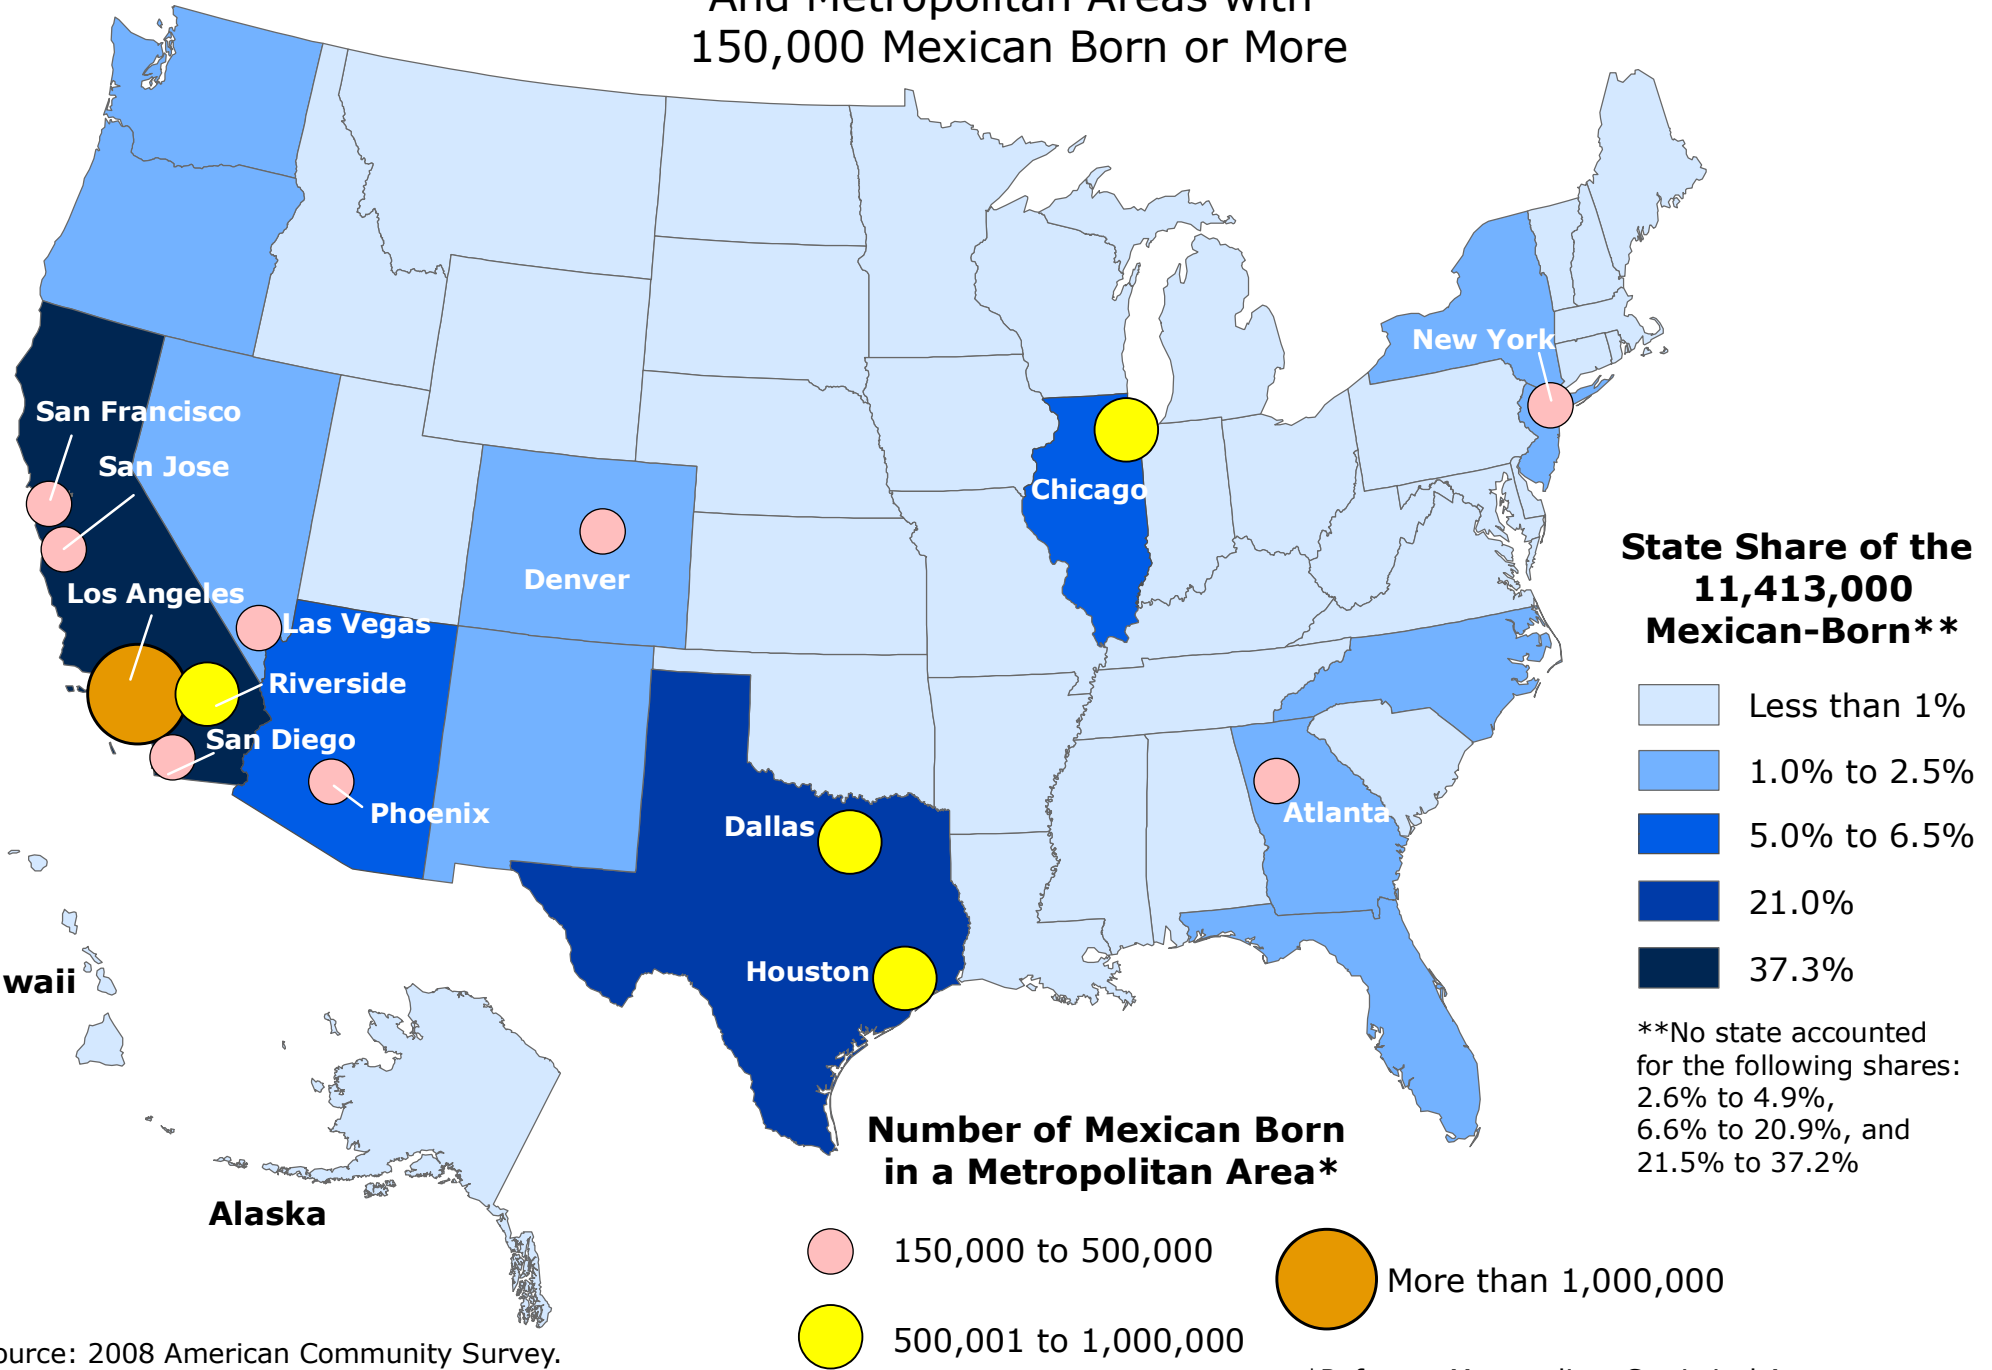 And Metropolitan Areas with
150,000 Mexican Born or More
New York
San Francisco
San Jose
Chicago
Denver
Los Angeles
Las Vegas
Riverside
San Diego
Phoenix
Dallas
Atlanta
Houston
State Share of the
11,413,000
Mexican-Born**
Less than 1%
1.0% to 2.5%
5.0% to 6.5%
21.0%
37.3%
**No state accounted
for the following shares:
2.6% to 4.9%,
6.6% to 20.9%, and
21.5% to 37.2%
waii
Alaska
Number of Mexican Born
in a Metropolitan Area*
150,000 to 500,000
500,001 to 1,000,000
More than 1,000,000
ource: 2008 American Community Survey.